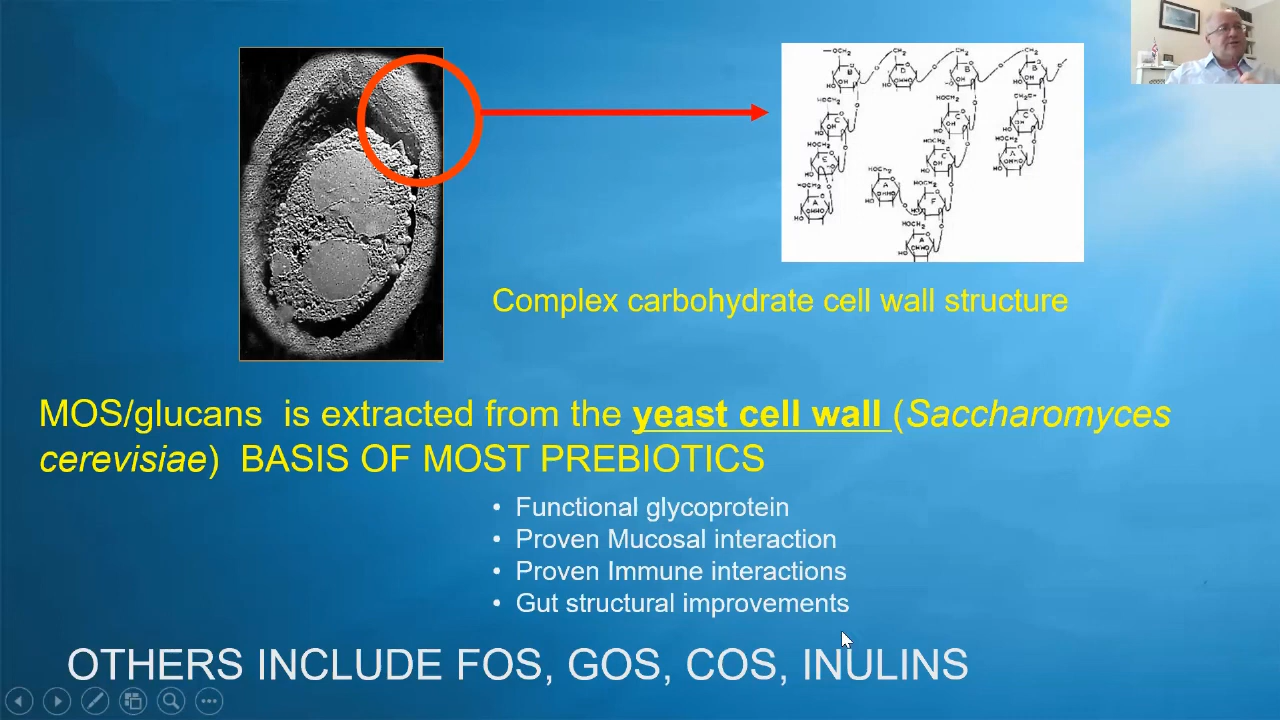 Complex carbohydrate cell wall structure
MOS/glucans is extracted from the yeast cell wall (Saccharomyces
cerevisiae) BASIS OF MOST PREBIOTICS
• Functional glycoprotein
• Proven Mucosal interaction
• Proven Immune interactions
• Gut structural improvements
OTHERS INCLUDE FOS, GOS, COS, INULINS